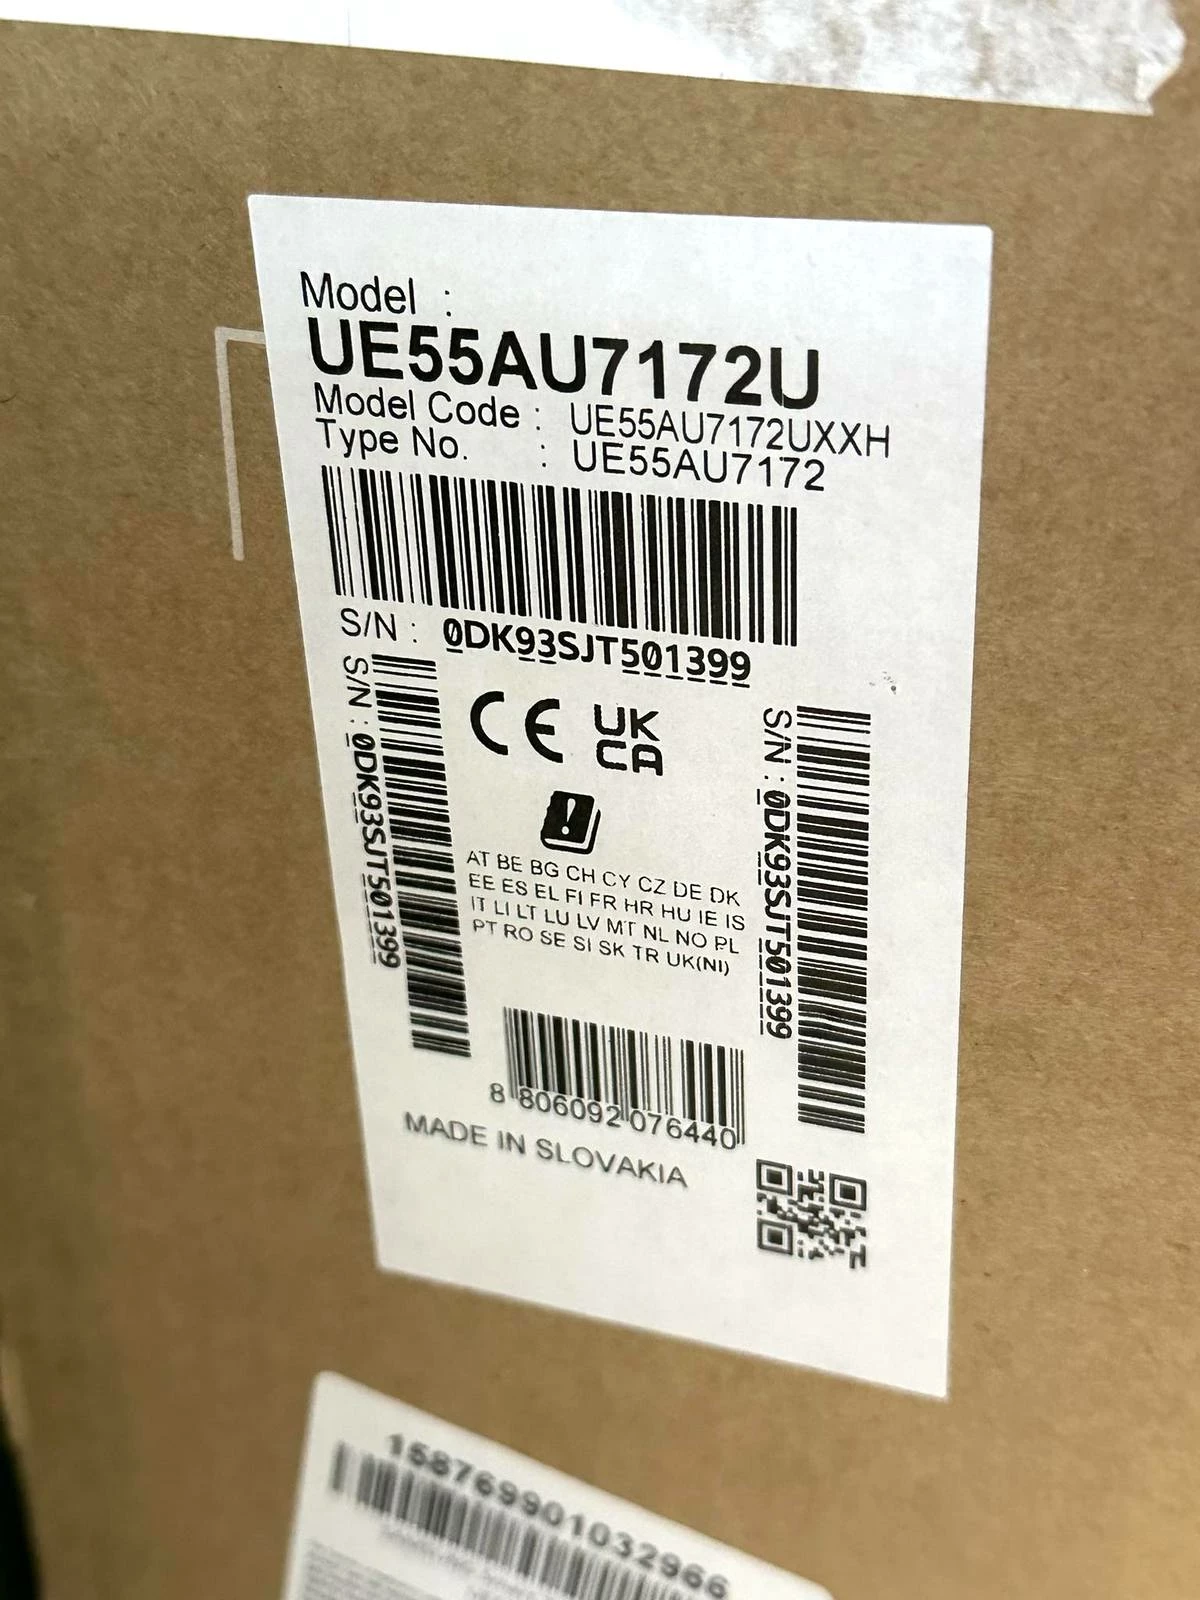 Model :
UE55AU7172U
Model Code : UE55AU7172UXXH
Type No. : UE55AU7172
S/N : 0DK93SJT501399
S/N : 0DK93SJT501399
CE UK
CA
S/N : 0DK93SJT501399
AT BE BG CH CY CZ DE DK
EE ES EL FI FR HR HU IE IS
IT LI LT LU LV MT NL NO PL
PT RO SE SI SK TR UK(NI)
8 806092 076440
MADE IN SLOVAKIA
15876990103296​6